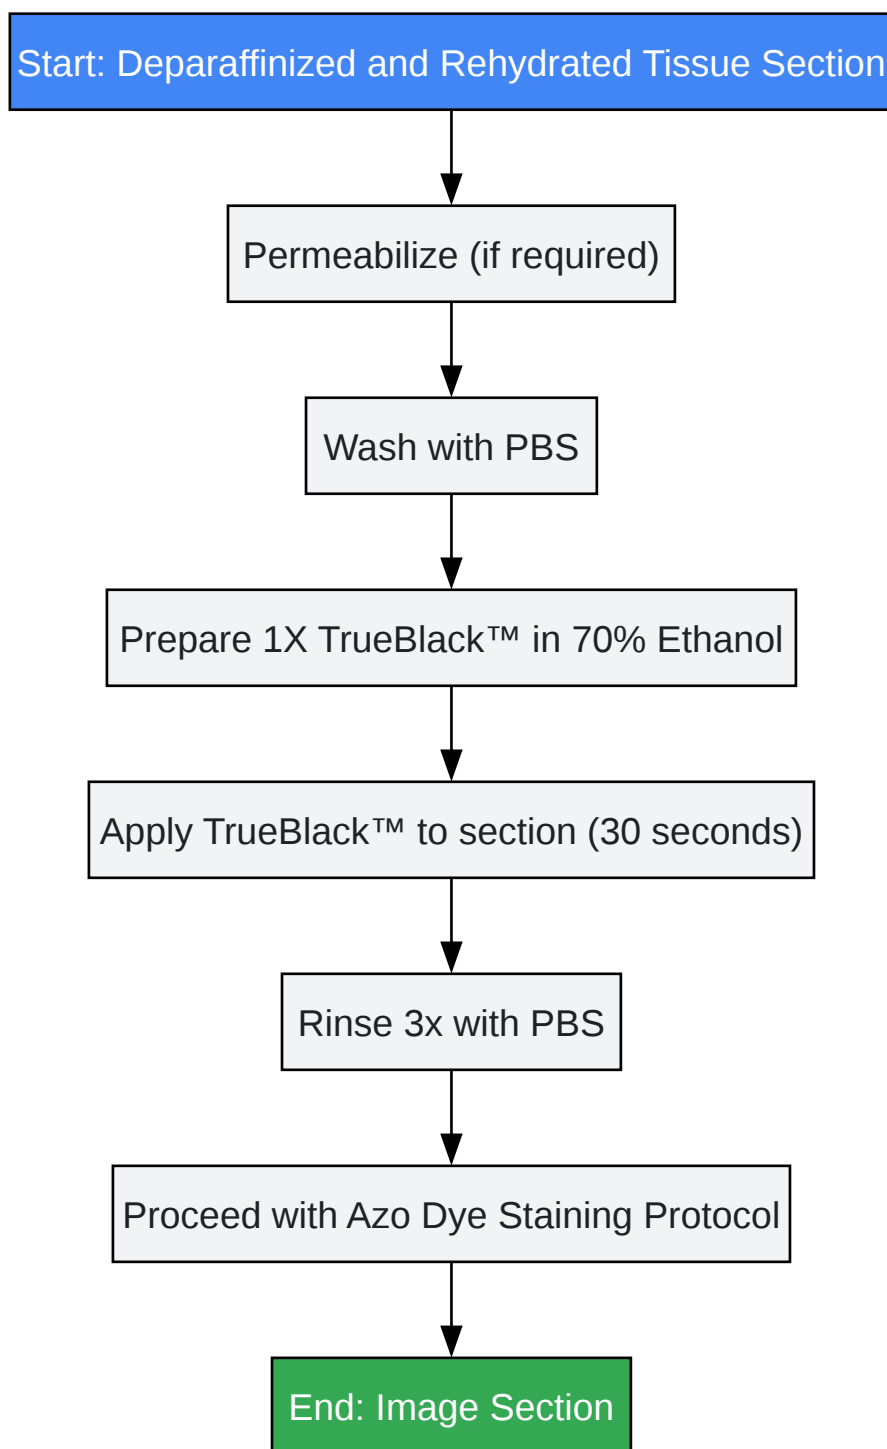 Start: Deparaffinized and Rehydrated Tissue Section
Permeabilize (if required)
Wash with PBS
Prepare 1X TrueBlack™ in 70% Ethanol
Apply TrueBlack™ to section (30 seconds)
Rinse 3x with PBS
Proceed with Azo Dye Staining Protocol
End: Image Section